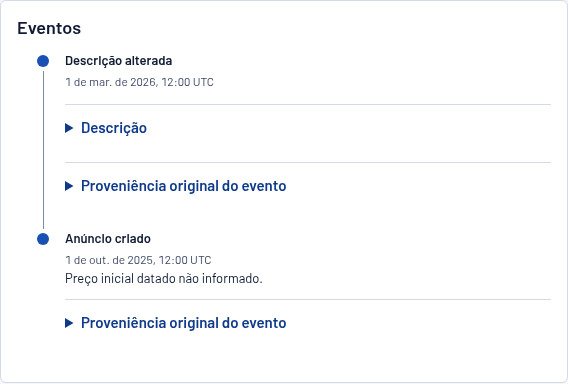 Eventos
Descrição alterada
1 de mar. de 2026, 12:00 UTC
Descrição
Proveniência original do evento
Anúncio criado
1 de out. de 2025, 12:00 UTC
Preço inicial datado não informado.
Proveniência original do evento